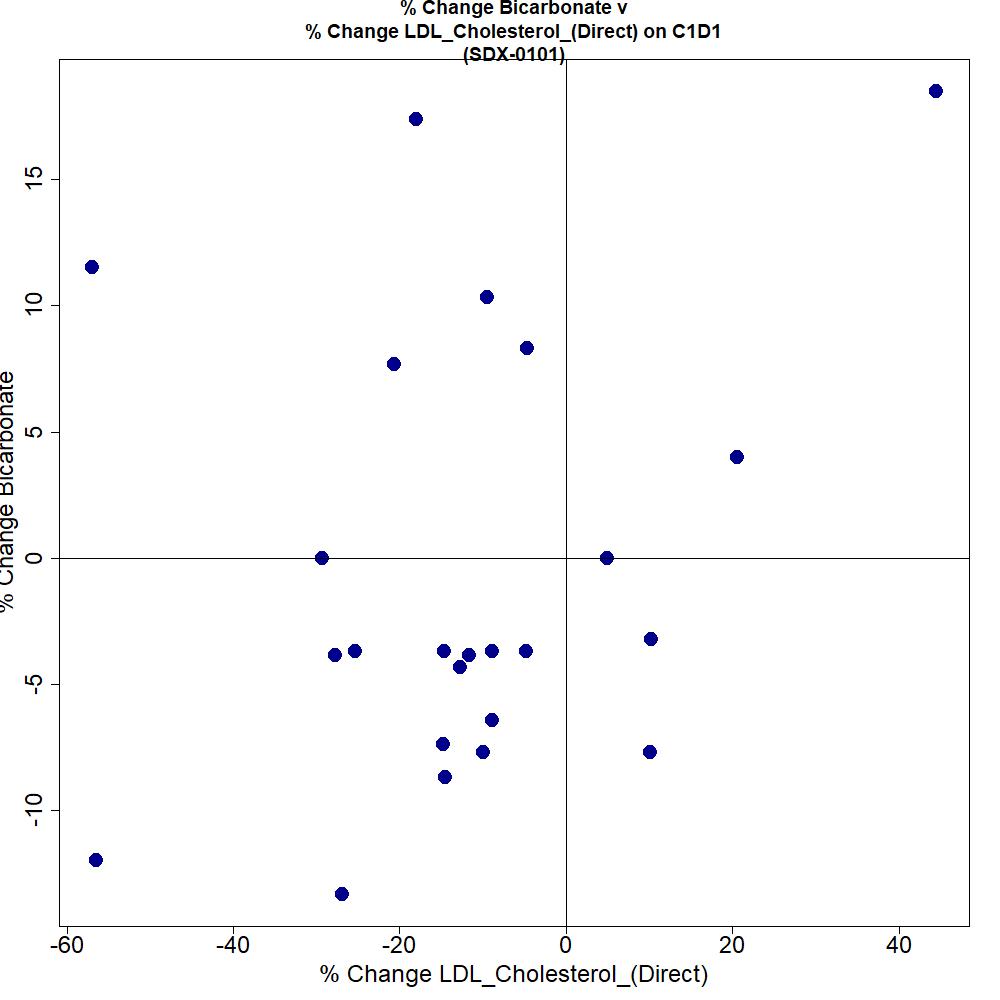 % Change Bicarbonate v
% Change LDL_Cholesterol_(Direct) on C1D1
(SDX-0101)
% Change Bicarbonate
15
10
5
0
-5
-10
-60 -40 -20 0 20 40
% Change LDL_Cholesterol_(Direct)